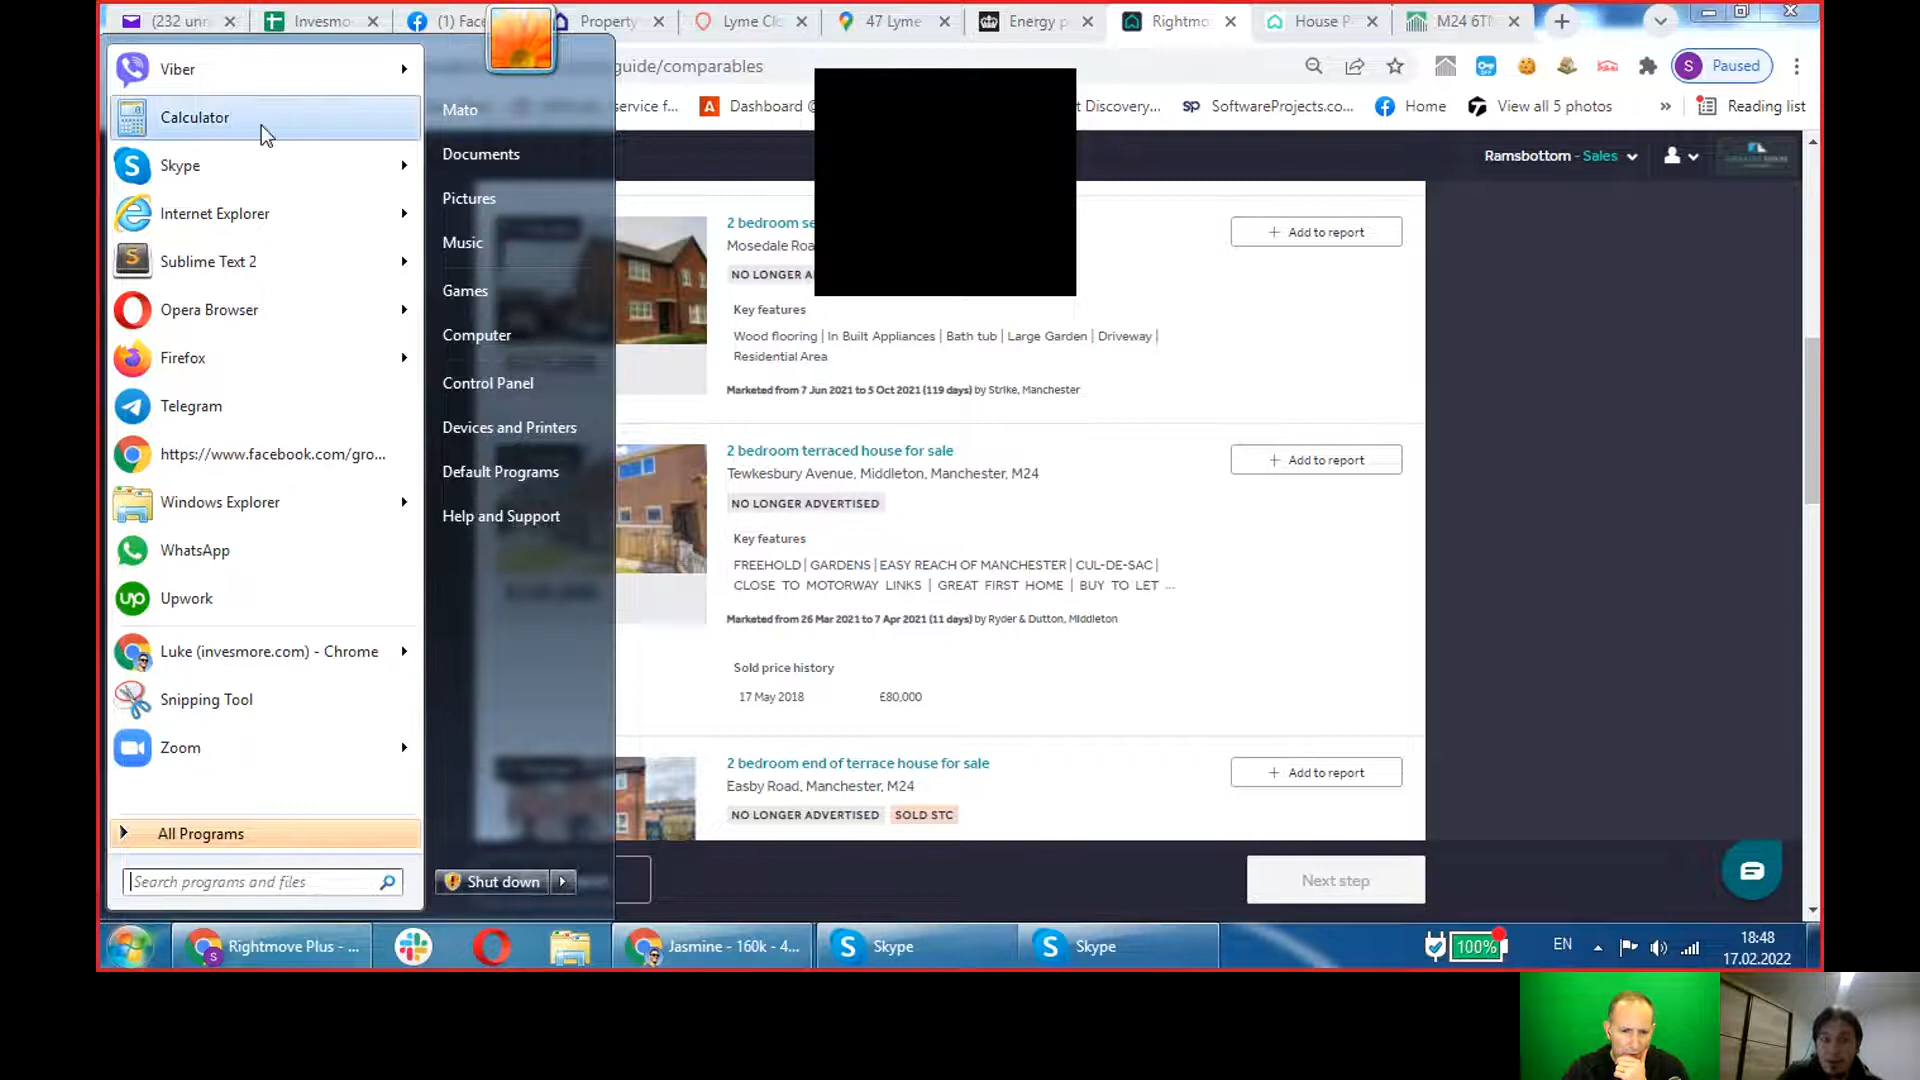 (232 unr
Invesmo
(1) Face
Property
Lyme Cl
47 Lyme
Energy p
Rightmo
House P
M24 6TN
guide/comparables
S
Paused
service f...
Dashboard @
t Discovery...
SoftwareProjects.co...
Home
View all 5 photos
»
Reading list
Viber
Calculator
Skype
Internet Explorer
Sublime Text 2
Opera Browser
Firefox
Telegram
https://www.facebook.com/gro...
Windows Explorer
WhatsApp
Upwork
Luke (invesmore.com) - Chrome
Snipping Tool
Zoom
All Programs
Search programs and files
Mato
Documents
Pictures
Music
Games
Computer
Control Panel
Devices and Printers
Default Programs
Help and Support
Shut down
Ramsbottom - Sales
2 bedroom se
Mosedale Roa
NO LONGER A
+ Add to report
Key features
Wood flooring | In Built Appliances | Bath tub | Large Garden | Driveway |
Residential Area
Marketed from 7 Jun 2021 to 5 Oct 2021 (119 days) by Strike, Manchester
2 bedroom terraced house for sale
Tewkesbury Avenue, Middleton, Manchester, M24
NO LONGER ADVERTISED
+ Add to report
Key features
FREEHOLD | GARDENS | EASY REACH OF MANCHESTER | CUL-DE-SAC |
CLOSE TO MOTORWAY LINKS | GREAT FIRST HOME | BUY TO LET ...
Marketed from 26 Mar 2021 to 7 Apr 2021 (11 days) by Ryder & Dutton, Middleton
Sold price history
17 May 2018 £80,000
2 bedroom end of terrace house for sale
Easby Road, Manchester, M24
NO LONGER ADVERTISED SOLD STC
+ Add to report
Next step
Rightmove Plus - ...
Jasmine - 160k - 4...
Skype
Skype
100%
EN
18:48
17.02.2022